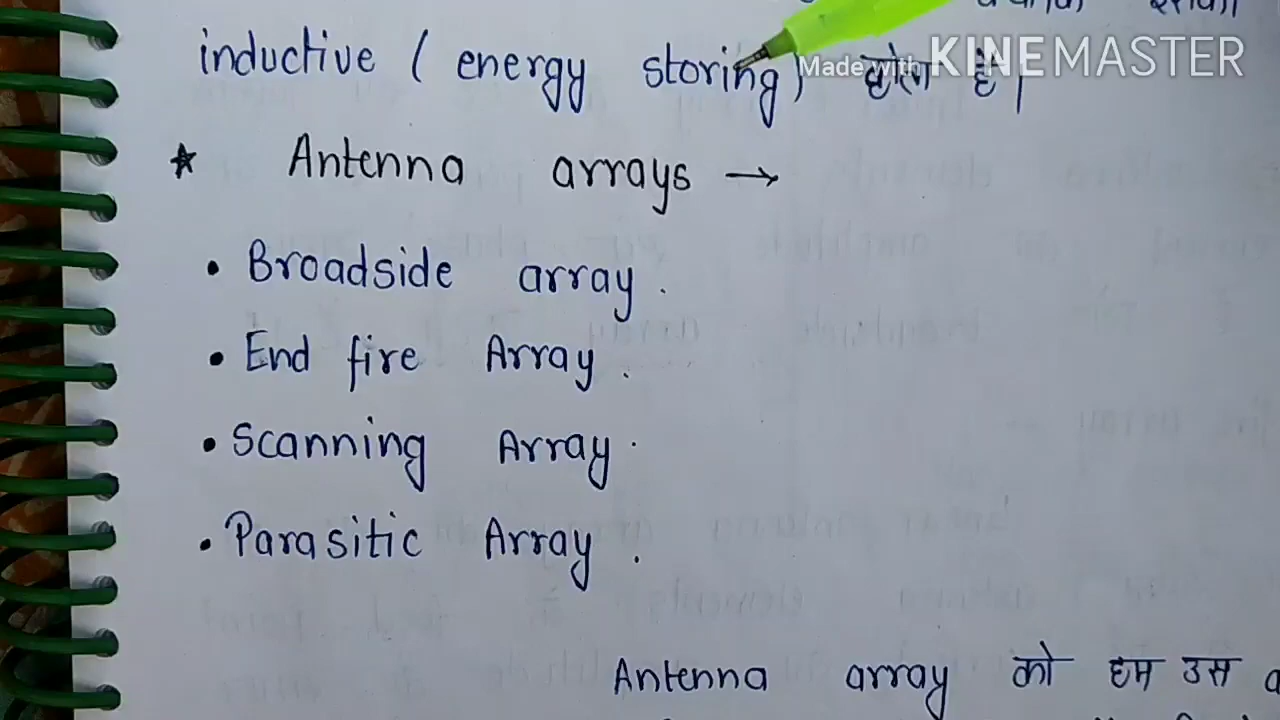 inductive ( energy storing) होता है।
Made with KINEMASTER
★ Antenna arrays →
• Broadside array.
• End fire Array.
• Scanning Array.
• Parasitic Array.
Antenna array को हम उस